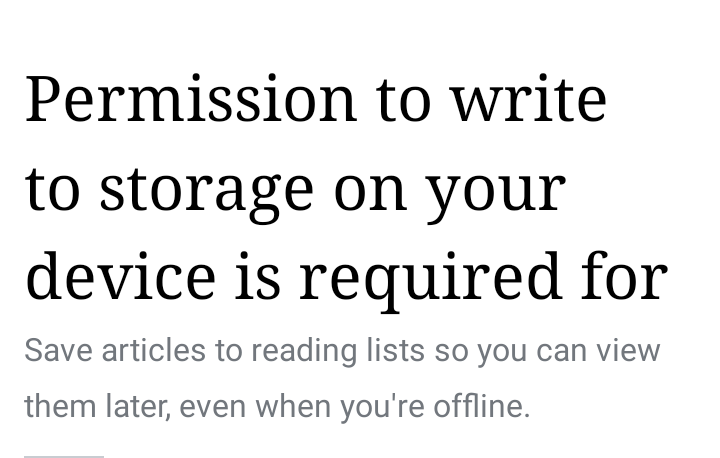 Permission to write
to storage on your
device is required for
Save articles to reading lists so you can view
them later, even when you're offline.